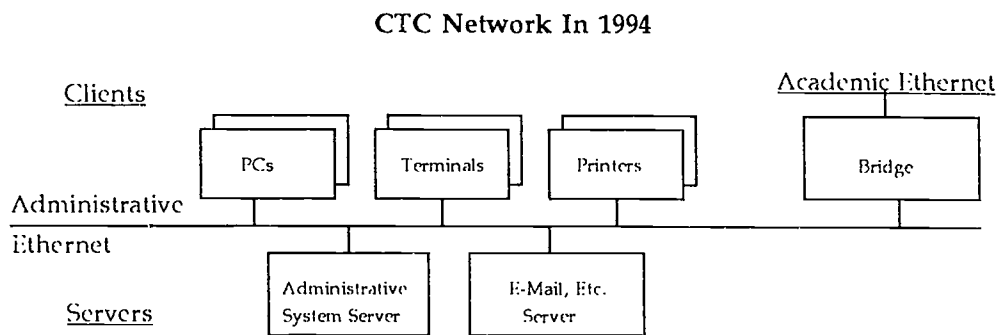 CTC Network In 1994
Clients
Academic Ethernet
PCs
Terminals
Printers
Bridge
Administrative
Ethernet
Administrative
System Server
E-Mail, Etc.
Server
Servers